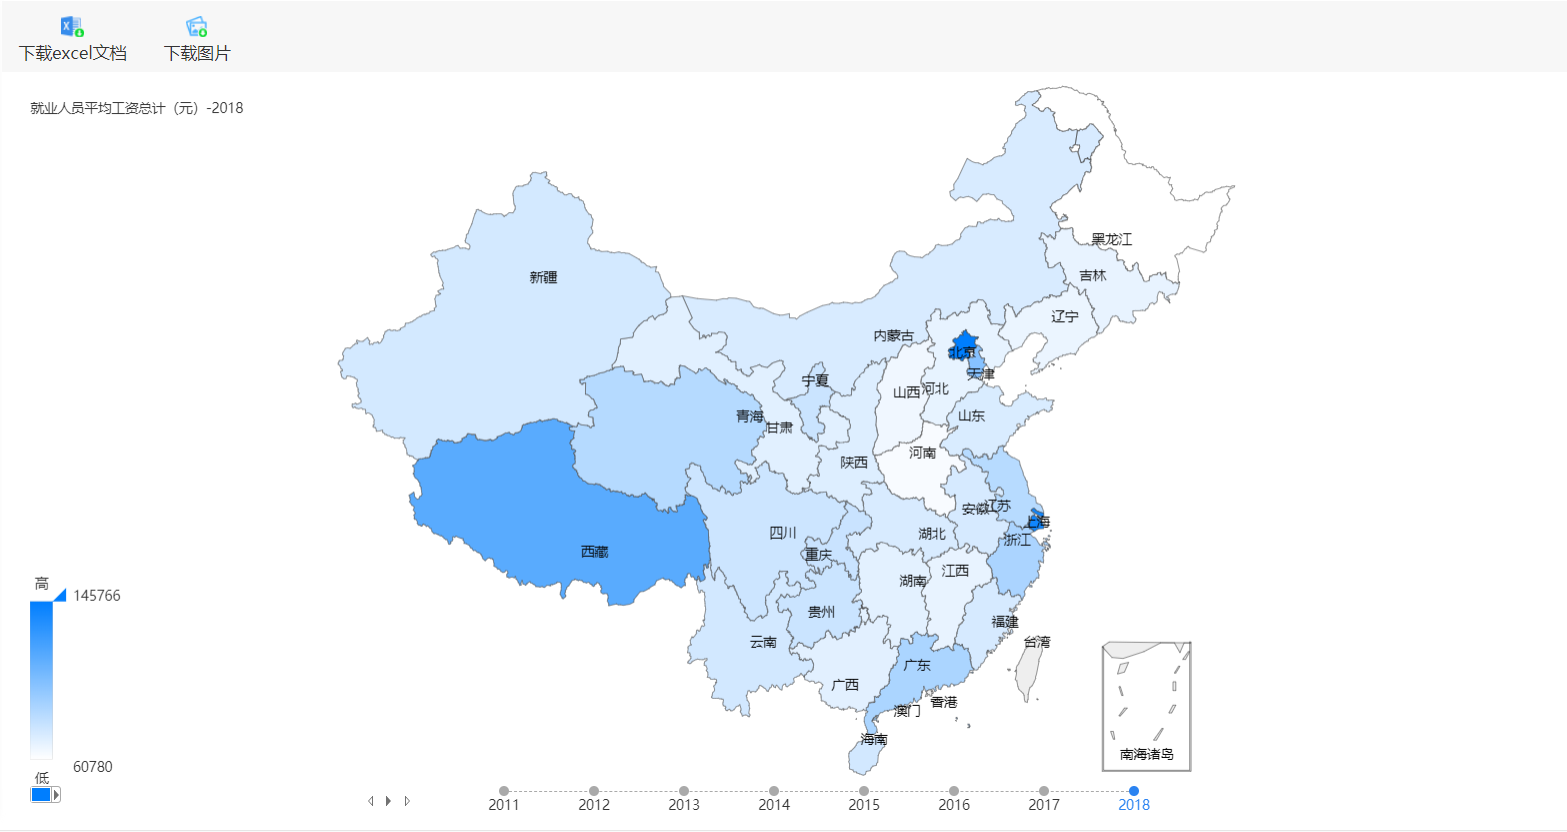 下载excel文档
下载图片
就业人员平均工资总计（元）-2018
黑龙江
新疆
吉林
辽宁
内蒙古
北京
天津
宁夏
山西
河北
青海
山东
甘肃
河南
陕西
安徽
江苏
上海
四川
湖北
浙江
西藏
重庆
江西
湖南
贵州
福建
云南
台湾
广东
广西
香港
澳门
海南
南海诸岛
高
145766
60780
低
2011
2012
2013
2014
2015
2016
2017
2018